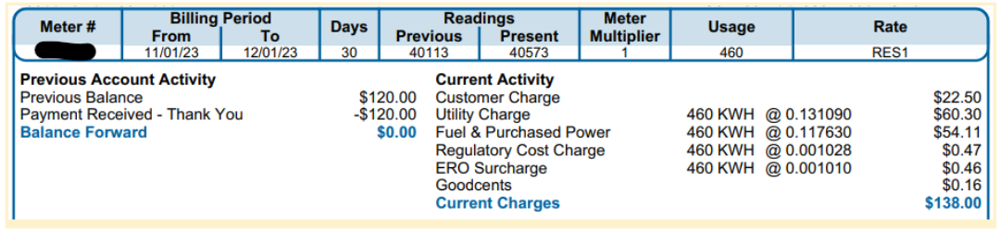 Meter # Billing Period Days Readings Meter Multiplier Usage Rate
From To Previous Present
11/01/23 12/01/23 30 40113 40573 1 460 RES1
Previous Account Activity
Previous Balance $120.00
Payment Received - Thank You -$120.00
Balance Forward $0.00
Current Activity
Customer Charge $22.50
Utility Charge 460 KWH @ 0.131090 $60.30
Fuel & Purchased Power 460 KWH @ 0.117630 $54.11
Regulatory Cost Charge 460 KWH @ 0.001028 $0.47
ERO Surcharge 460 KWH @ 0.001010 $0.46
Goodcents $0.16
Current Charges $138.00